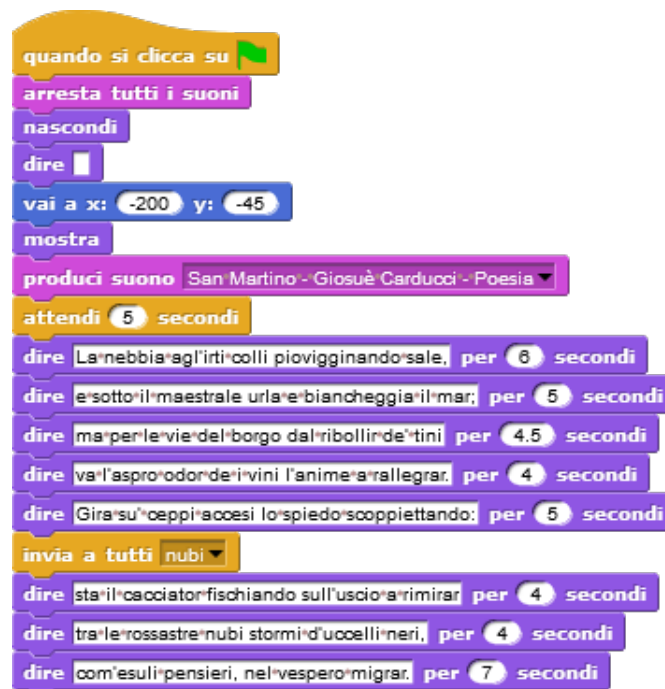 quando si clicca su
arresta tutti i suoni
nascondi
dire
vai a x: -200 y: -45
mostra
produci suono San Martino - Giosuè Carducci - Poesia
attendi 5 secondi
dire La nebbia agl'irti colli piovigginando sale, per 6 secondi
dire e sotto il maestrale urla e biancheggia il mar; per 5 secondi
dire ma per le vie del borgo dal ribollir de' tini per 4.5 secondi
dire va l'aspro odor de i vini l'anime a rallegrar. per 4 secondi
dire Gira su' ceppi accesi lo spiedo scoppiettando: per 5 secondi
invia a tutti nubi
dire sta il cacciator fischiando sull'uscio a rimirar per 4 secondi
dire tra le rossastre nubi stormi d'uccelli neri, per 4 secondi
dire com'esuli pensieri, nel vespero migrar. per 7 secondi